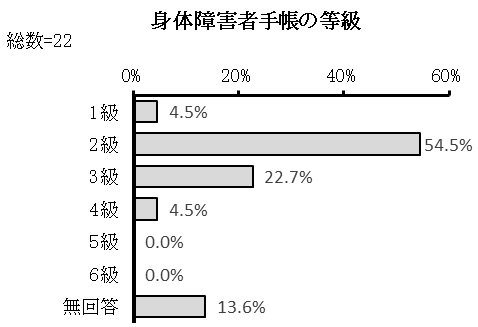 身体障害者手帳の等級
総数=22
0% 20% 40% 60%
1級 4.5%
2級 54.5%
3級 22.7%
4級 4.5%
5級 0.0%
6級 0.0%
無回答 13.6%